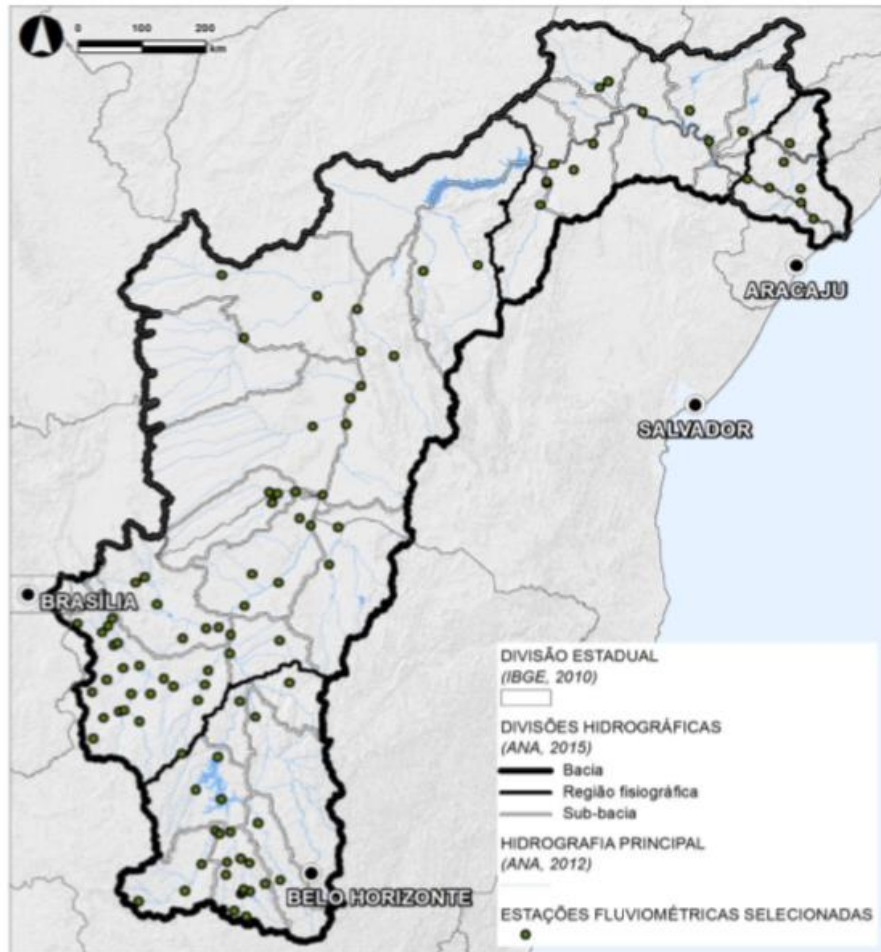 0 100 200
km
ARACAJU
SALVADOR
BRASÍLIA
BELO HORIZONTE
DIVISÃO ESTADUAL
(IBGE, 2010)
DIVISÕES HIDROGRÁFICAS
(ANA, 2015)
Bacia
Região fisiográfica
Sub-bacia
HIDROGRAFIA PRINCIPAL
(ANA, 2012)
ESTAÇÕES FLUVIOMÉTRICAS SELECIONADAS